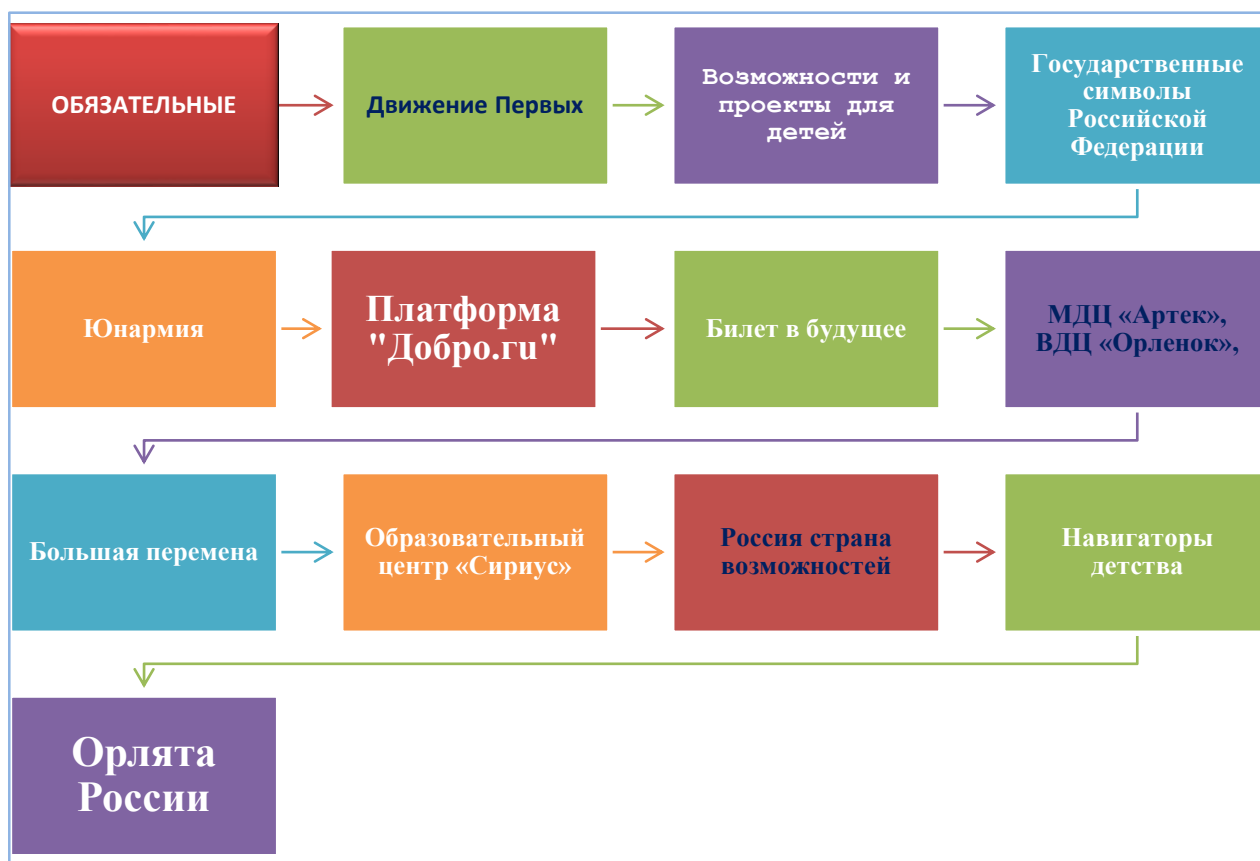 ОБЯЗАТЕЛЬНЫЕ
Движение Первых
Возможности и
проекты для
детей
Государственные
символы
Российской
Федерации
Юнармия
Платформа
"Добро.ru"
Билет в будущее
МДЦ «Артек»,
ВДЦ «Орленок»,
Большая перемена
Образовательный
центр «Сириус»
Россия страна
возможностей
Навигаторы
детства
Орлята
России